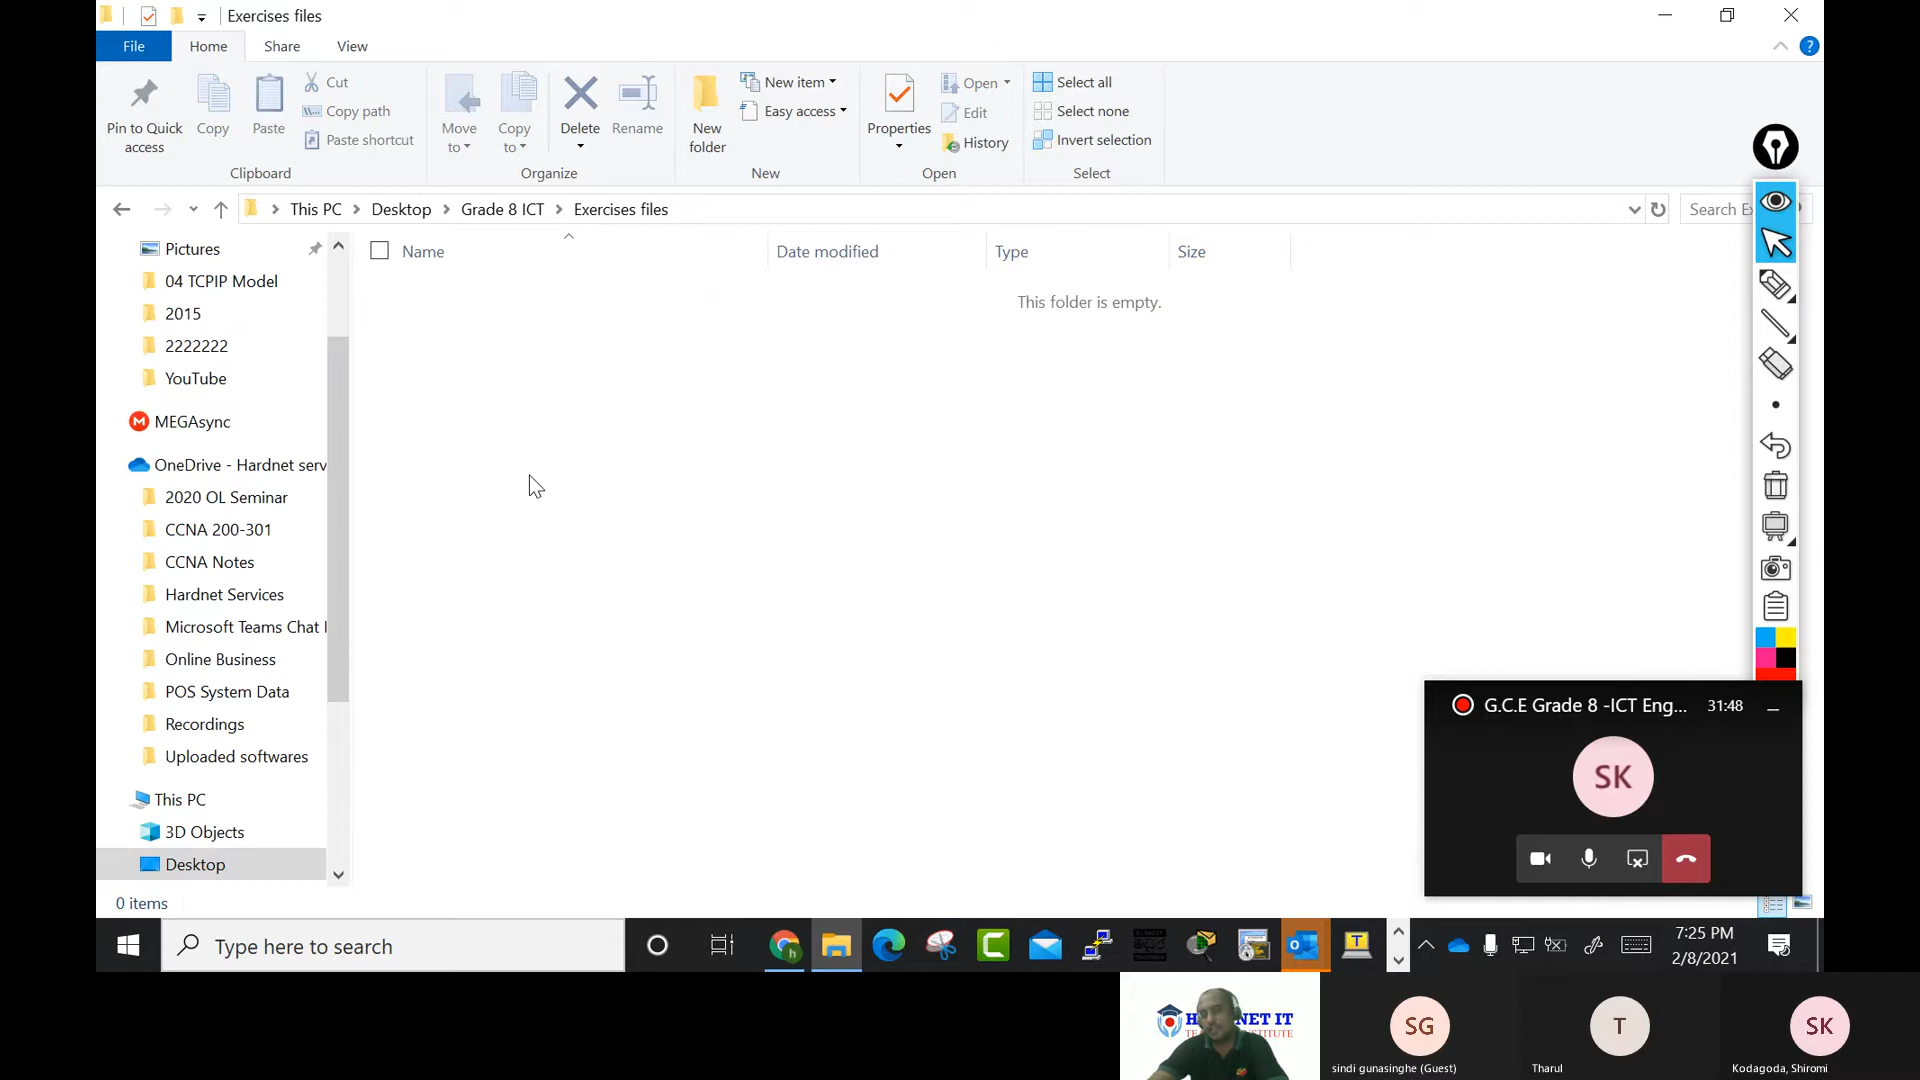 Exercises files
File Home Share View
Pin to Quick access
Copy
Paste
Cut
Copy path
Paste shortcut
Clipboard
Move to
Copy to
Delete
Rename
Organize
New folder
New item
Easy access
New
Properties
Open
Edit
History
Open
Select all
Select none
Invert selection
Select
This PC Desktop Grade 8 ICT Exercises files
Search Ex
Name Date modified Type Size
This folder is empty.
Pictures
04 TCPIP Model
2015
2222222
YouTube
MEGAsync
OneDrive - Hardnet serv
2020 OL Seminar
CCNA 200-301
CCNA Notes
Hardnet Services
Microsoft Teams Chat
Online Business
POS System Data
Recordings
Uploaded softwares
This PC
3D Objects
Desktop
0 items
G.C.E Grade 8 -ICT Eng... 31:48
SK
Type here to search
7:25 PM
2/8/2021
NET IT
SG
sindi gunasinghe (Guest)
T
Tharul
SK
Kodagoda, Shiromi